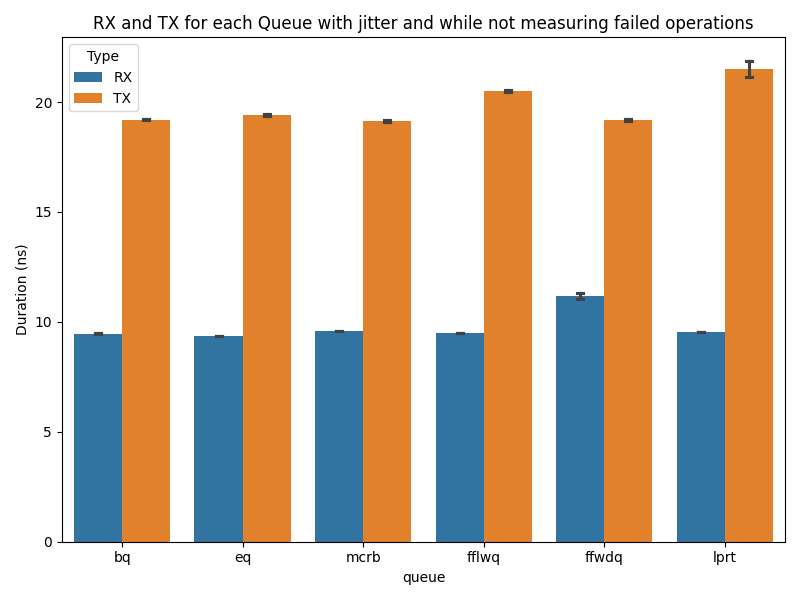 RX and TX for each Queue with jitter and while not measuring failed operations
Type
RX
TX
20
15
10
5
0
Duration (ns)
bq
eq
mcrb
fflwq
ffwdq
lprt
queue